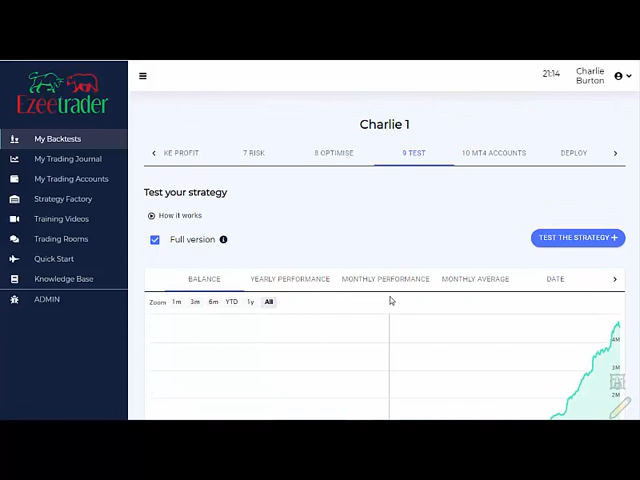 21:14
Charlie
Burton
Ezeetrader
My Backtests
My Trading Journal
My Trading Accounts
Strategy Factory
Training Videos
Trading Rooms
Quick Start
Knowledge Base
ADMIN
Charlie 1
KE PROFIT 7 RISK 8 OPTIMISE 9 TEST 10 MT4 ACCOUNTS DEPLOY
Test your strategy
How it works
Full version
TEST THE STRATEGY +
BALANCE YEARLY PERFORMANCE MONTHLY PERFORMANCE MONTHLY AVERAGE DATE
Zoom 1m 3m 6m YTD 1y All
4M
3M
2M